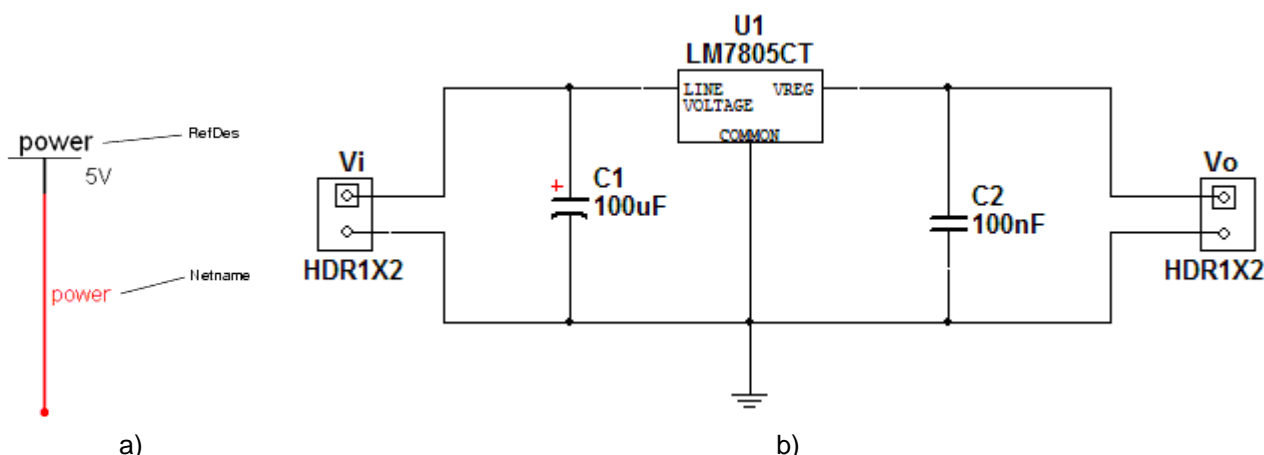 power
RefDes
5V
Netname
power
a)
U1
LM7805CT
LINE VREG
VOLTAGE
COMMON
Vi
HDR1X2
+
C1
100uF
C2
100nF
Vo
HDR1X2
b)